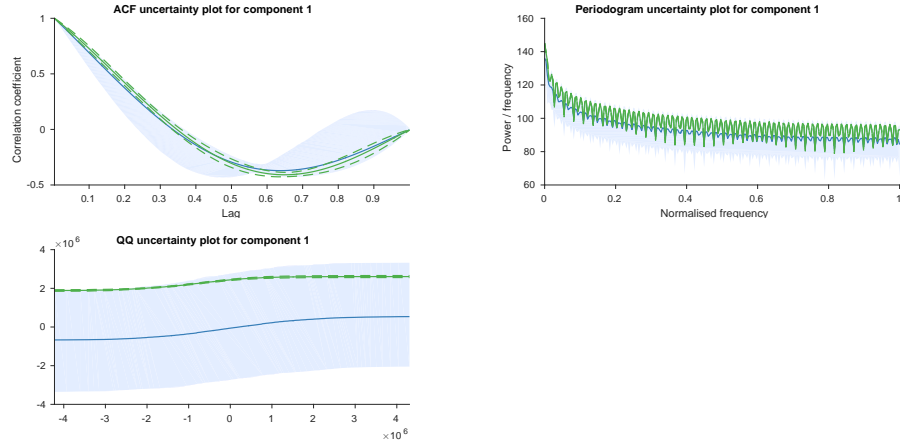 ACF uncertainty plot for component 1
Correlation coefficient
1
0.5
0
-0.5
0.1 0.2 0.3 0.4 0.5 0.6 0.7 0.8 0.9
Lag
Periodogram uncertainty plot for component 1
Power / frequency
160
140
120
100
80
60
0 0.2 0.4 0.6 0.8 1
Normalised frequency
QQ uncertainty plot for component 1
×10 6
4
2
0
-2
-4
-4 -3 -2 -1 0 1 2 3 4
×10 6